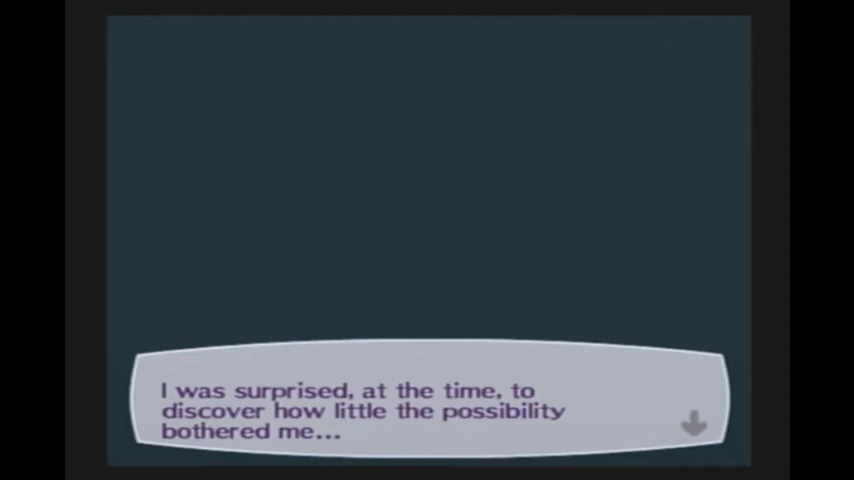 I was surprised, at the time, to
discover how little the possibility
bothered me...